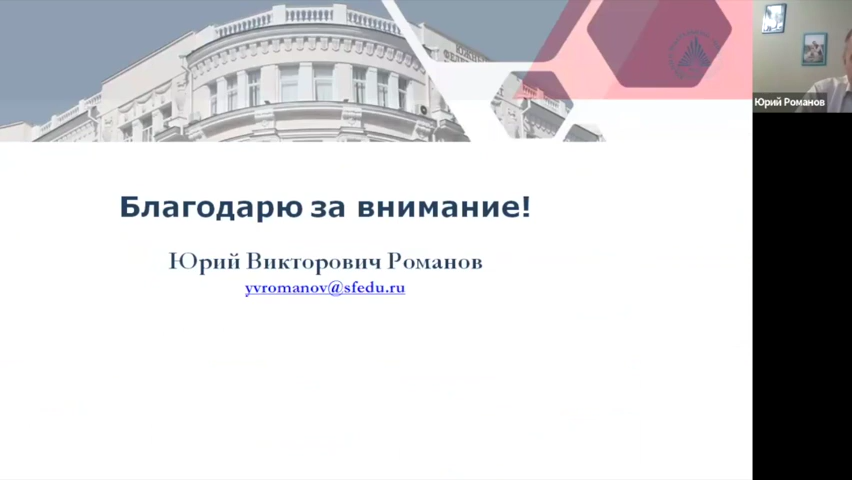 Благодарю за внимание!
Юрий Викторович Романов
yvromanov@sfedu.ru
Юрий Романов